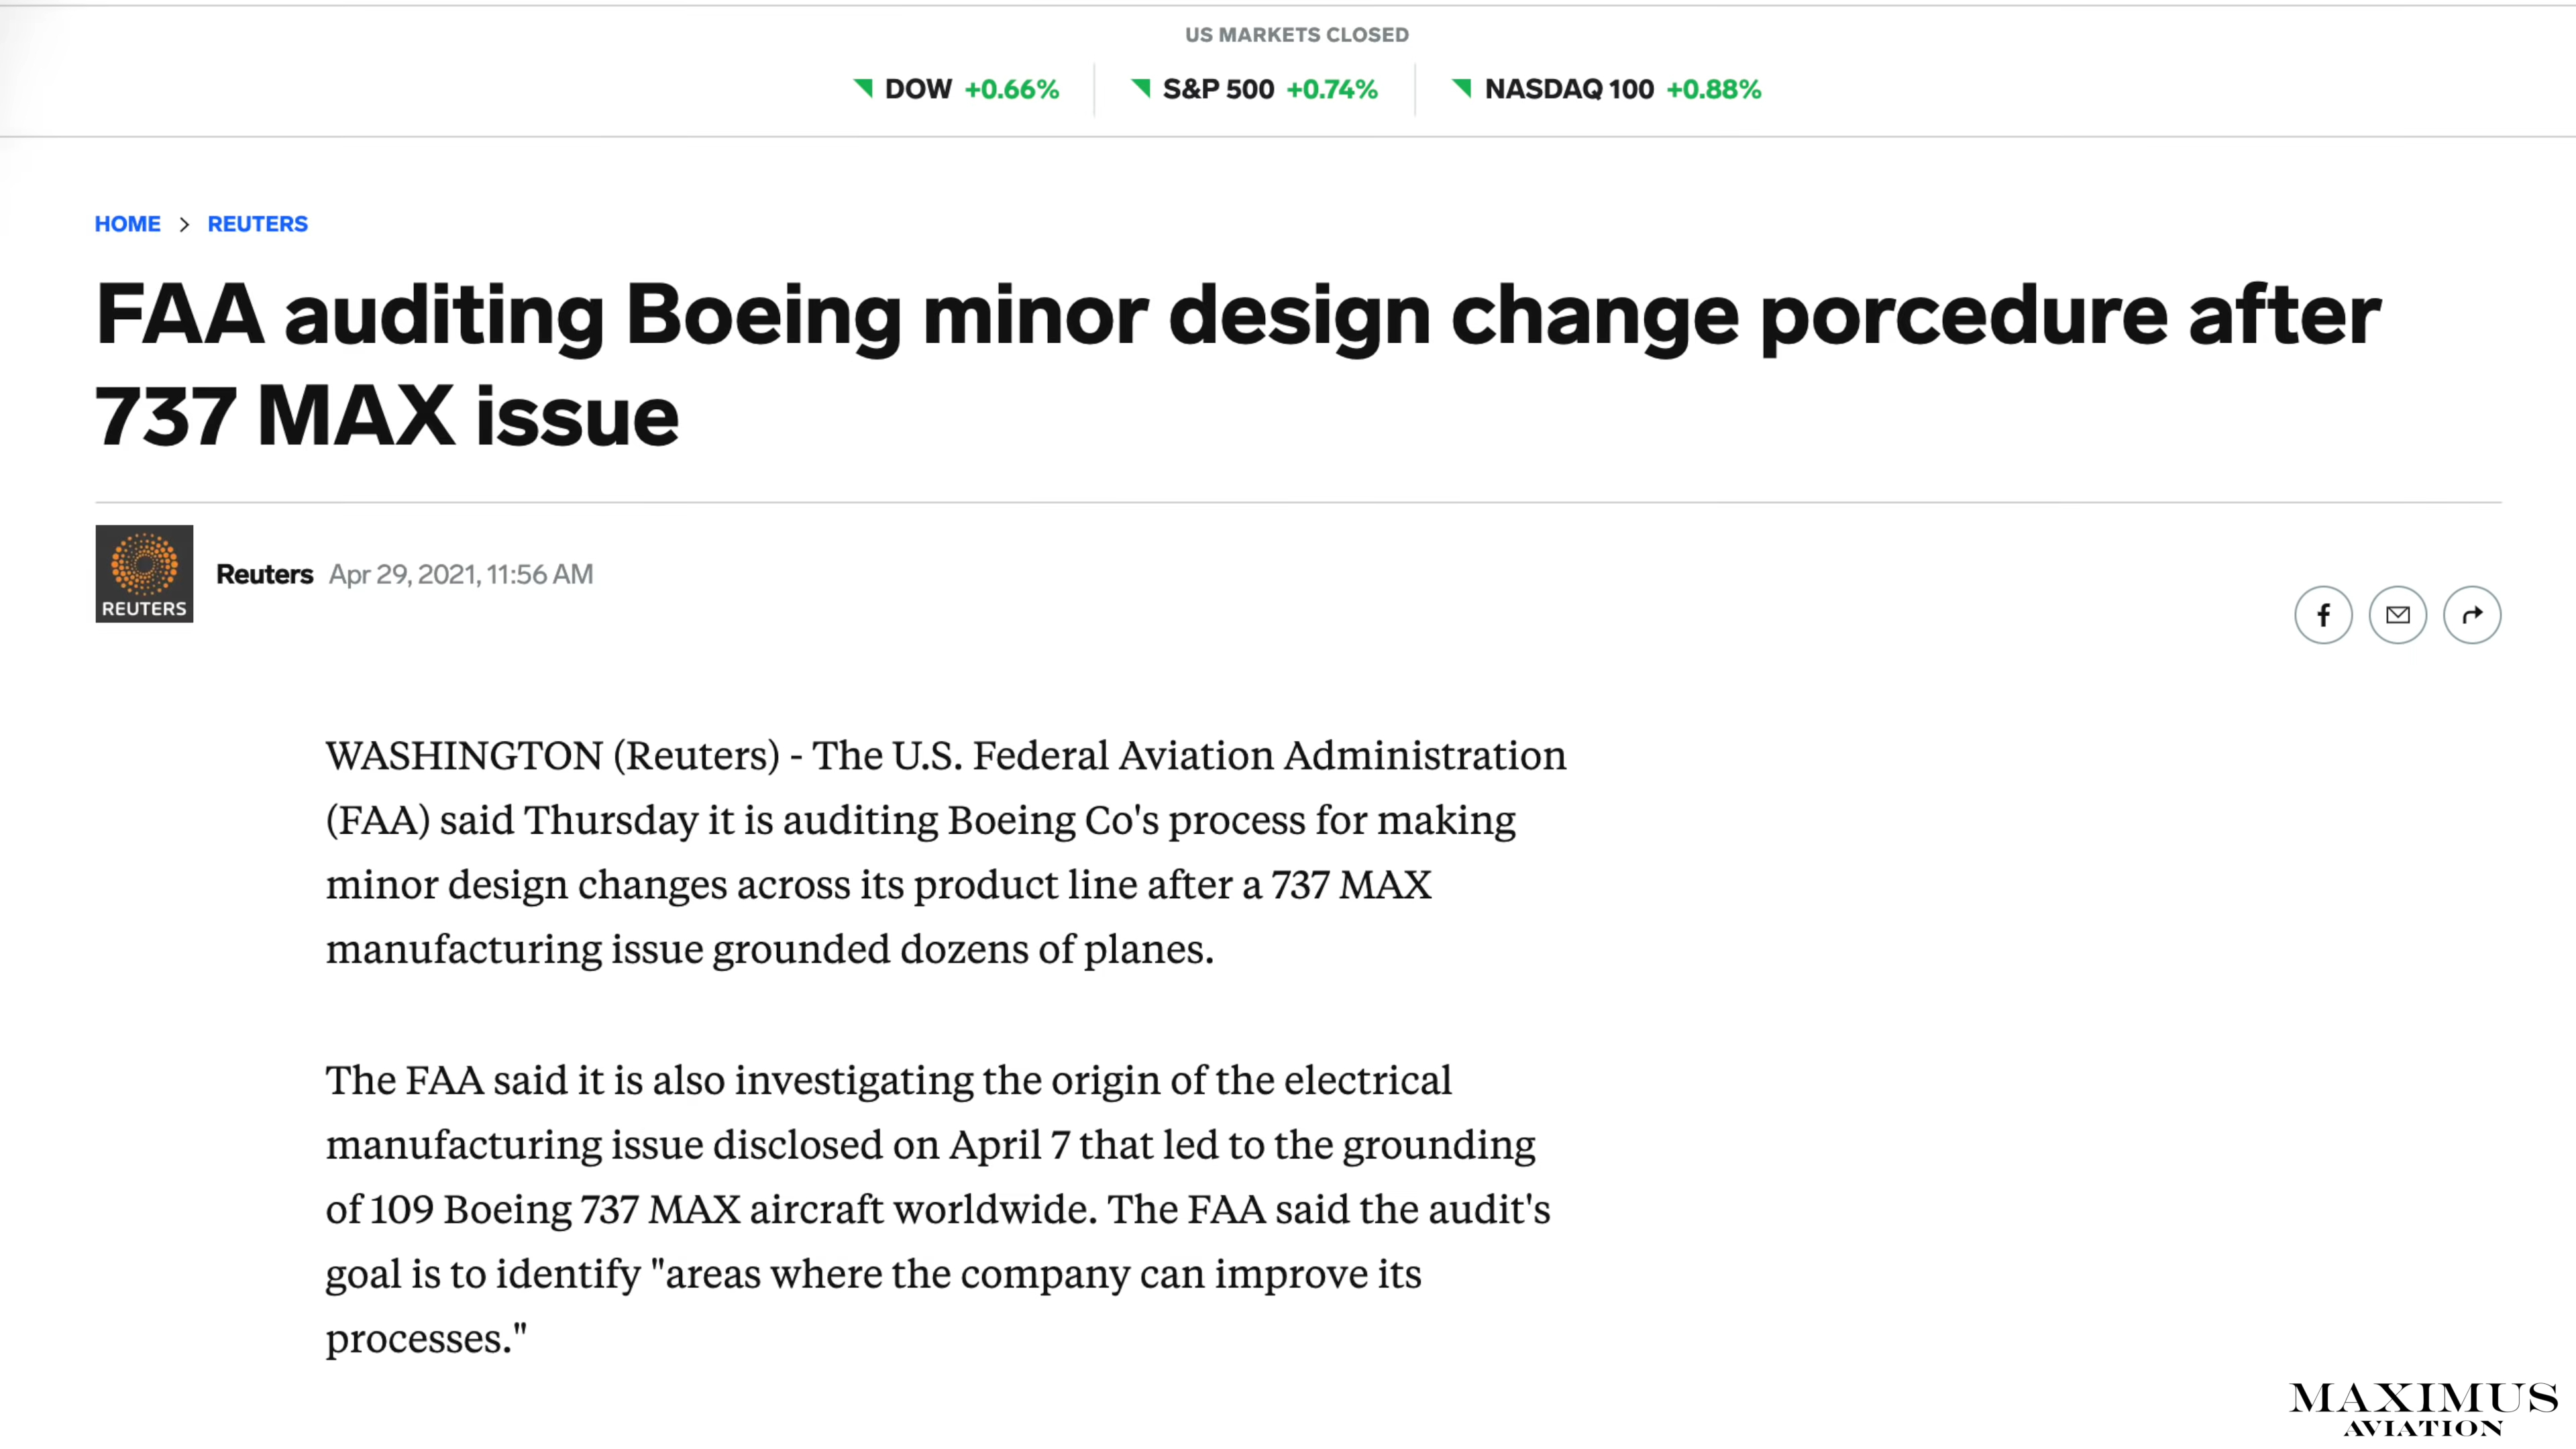 US MARKETS CLOSED
DOW +0.66% S&P 500 +0.74% NASDAQ 100 +0.88%
HOME > REUTERS
FAA auditing Boeing minor design change porcedure after
737 MAX issue
REUTERS
Reuters Apr 29, 2021, 11:56 AM
f
WASHINGTON (Reuters) - The U.S. Federal Aviation Administration
(FAA) said Thursday it is auditing Boeing Co's process for making
minor design changes across its product line after a 737 MAX
manufacturing issue grounded dozens of planes.
The FAA said it is also investigating the origin of the electrical
manufacturing issue disclosed on April 7 that led to the grounding
of 109 Boeing 737 MAX aircraft worldwide. The FAA said the audit's
goal is to identify "areas where the company can improve its
processes."
MAXIMUS
AVIATION